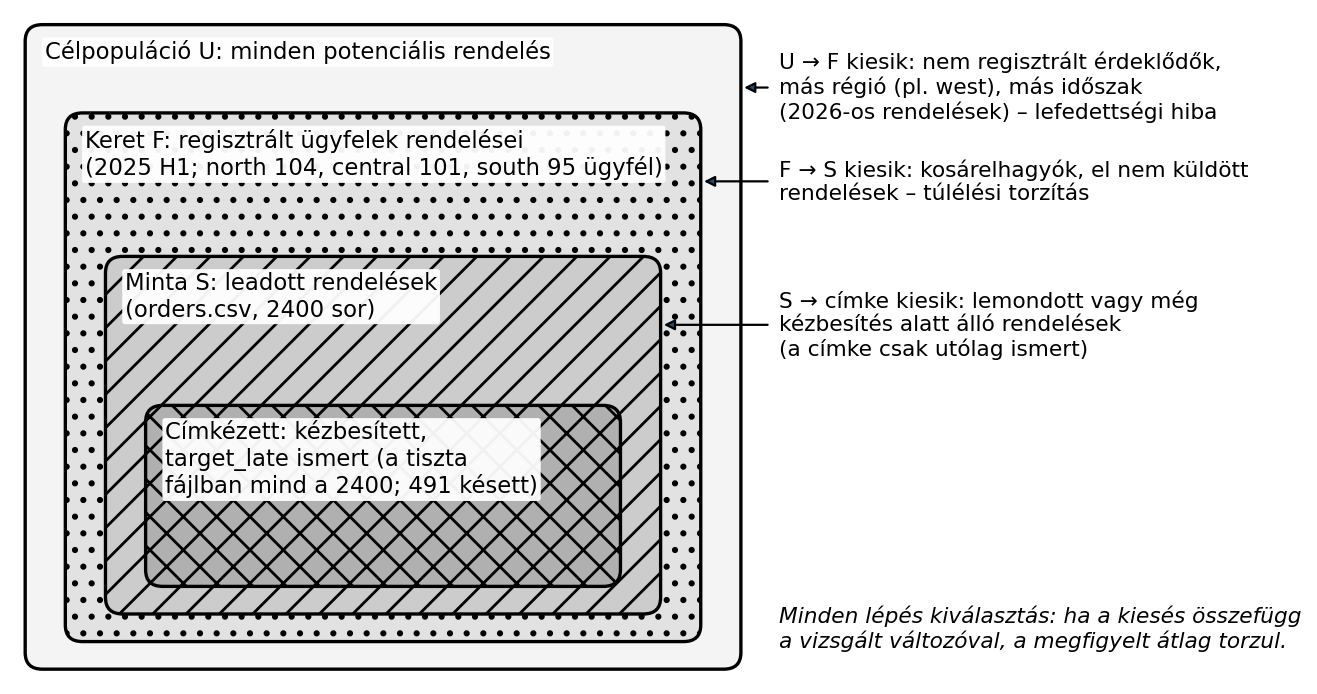 Célpopuláció U: minden potenciális rendelés
U → F kiesik: nem regisztrált érdeklődők,
más régió (pl. west), más időszak
(2026-os rendelések) – lefedettségi hiba
Keret F: regisztrált ügyfelek rendelései
(2025 H1; north 104, central 101, south 95 ügyfél)
F → S kiesik: kosárelhagyók, el nem küldött
rendelések – túlélési torzítás
Minta S: leadott rendelések
(orders.csv, 2400 sor)
S → címke kiesik: lemondott vagy még
kézbesítés alatt álló rendelések
(a címke csak utólag ismert)
Címkézett: kézbesített,
target_late ismert (a tiszta
fájlban mind a 2400; 491 késett)
Minden lépés kiválasztás: ha a kiesés összefügg
a vizsgált változóval, a megfigyelt átlag torzul.